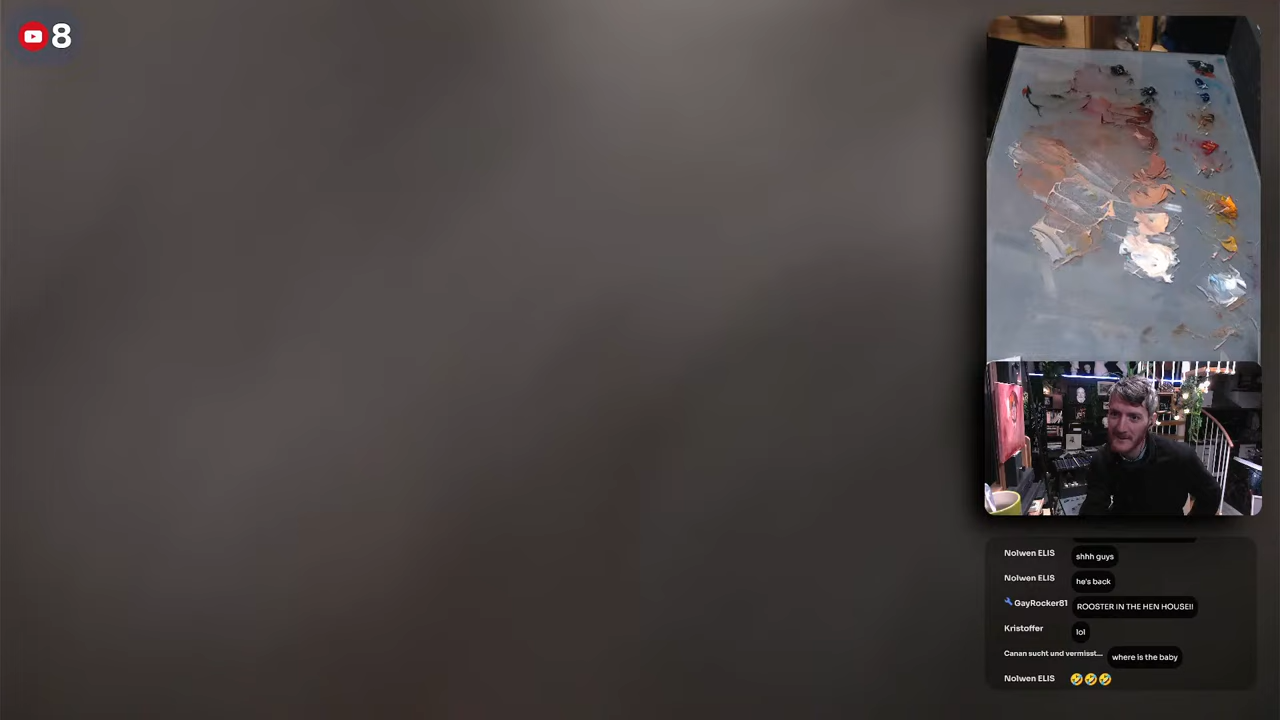 8
Nolwen ELIS shhh guys
Nolwen ELIS he's back
GayRocker81 ROOSTER IN THE HEN HOUSE!!
Kristoffer lol
Canan sucht und vermisst... where is the baby
Nolwen ELIS 🤣🤣🤣